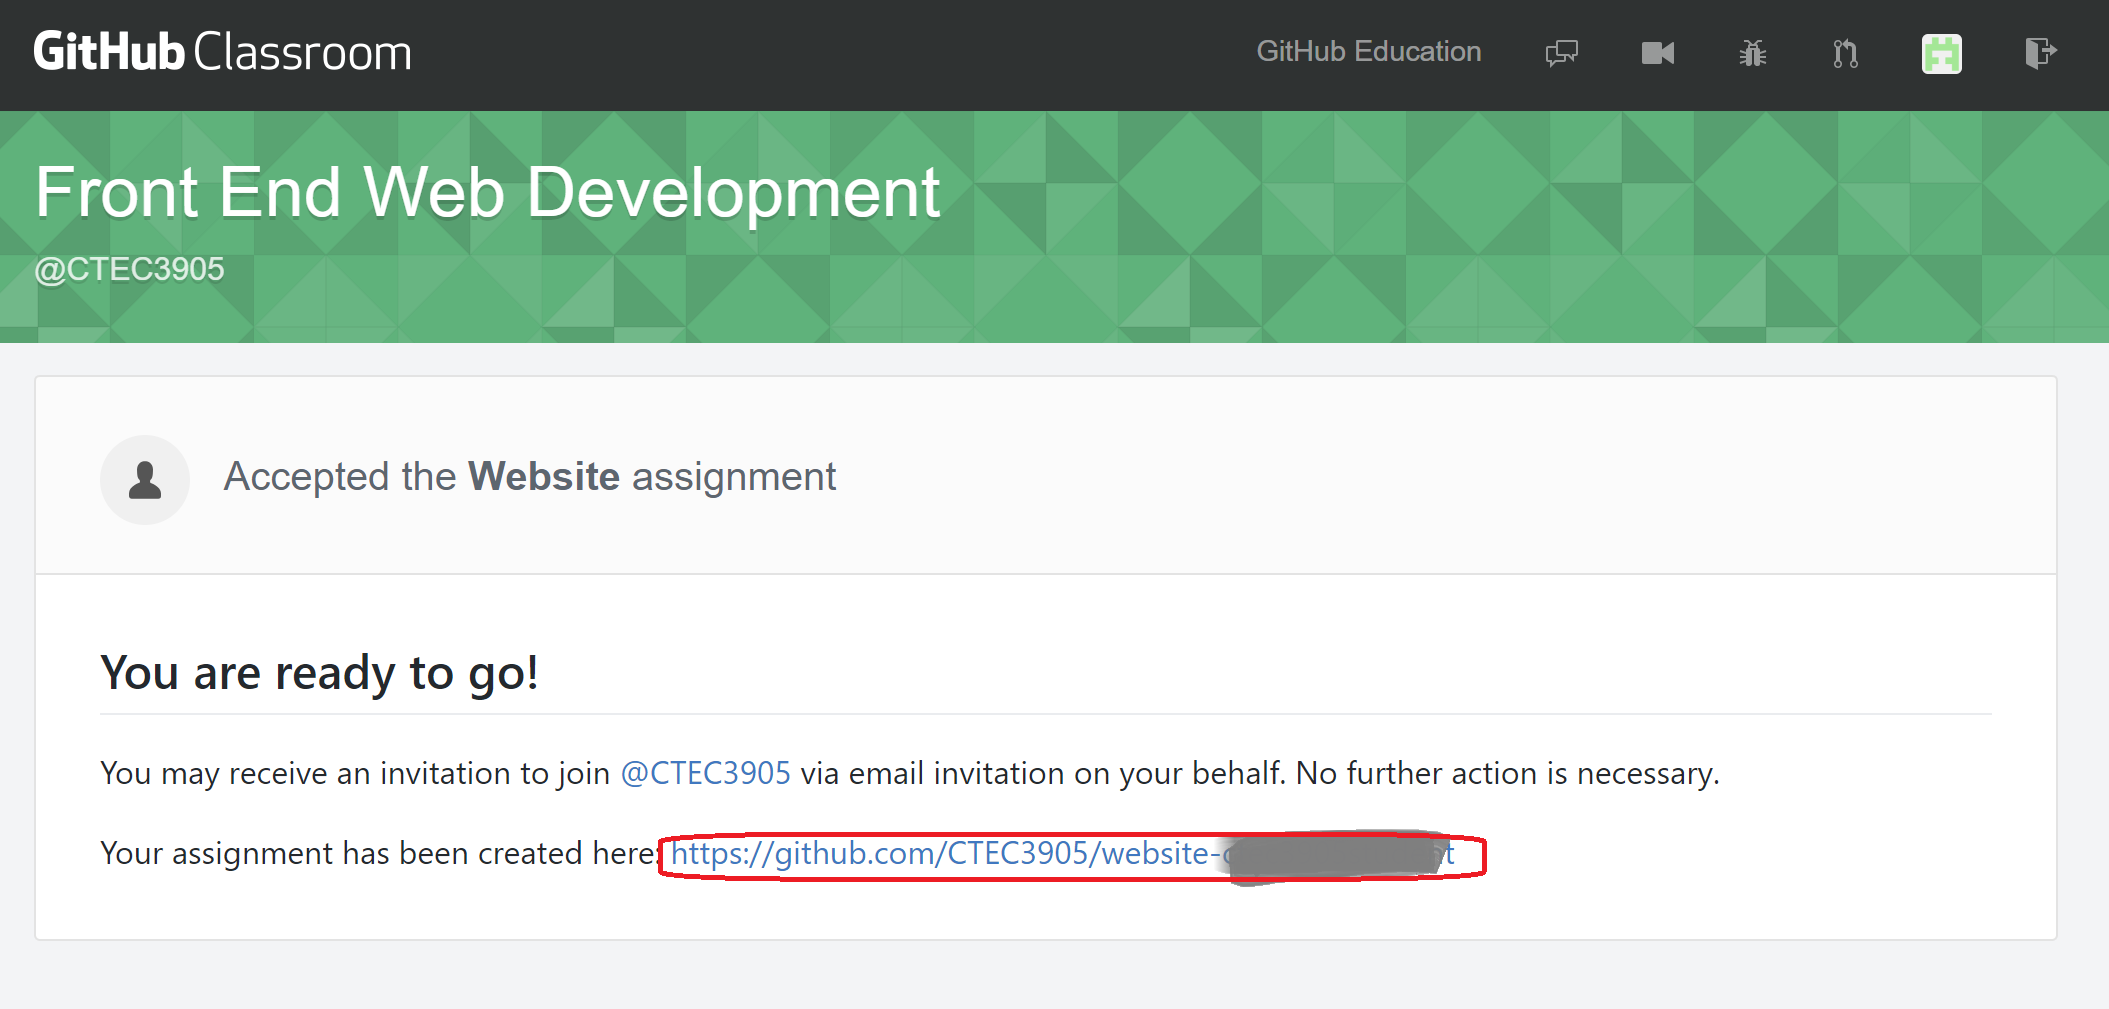 GitHub Classroom
GitHub Education
Front End Web Development
@CTEC3905
Accepted the Website assignment
You are ready to go!
You may receive an invitation to join @CTEC3905 via email invitation on your behalf. No further action is necessary.
Your assignment has been created here: https://github.com/CTEC3905/website-